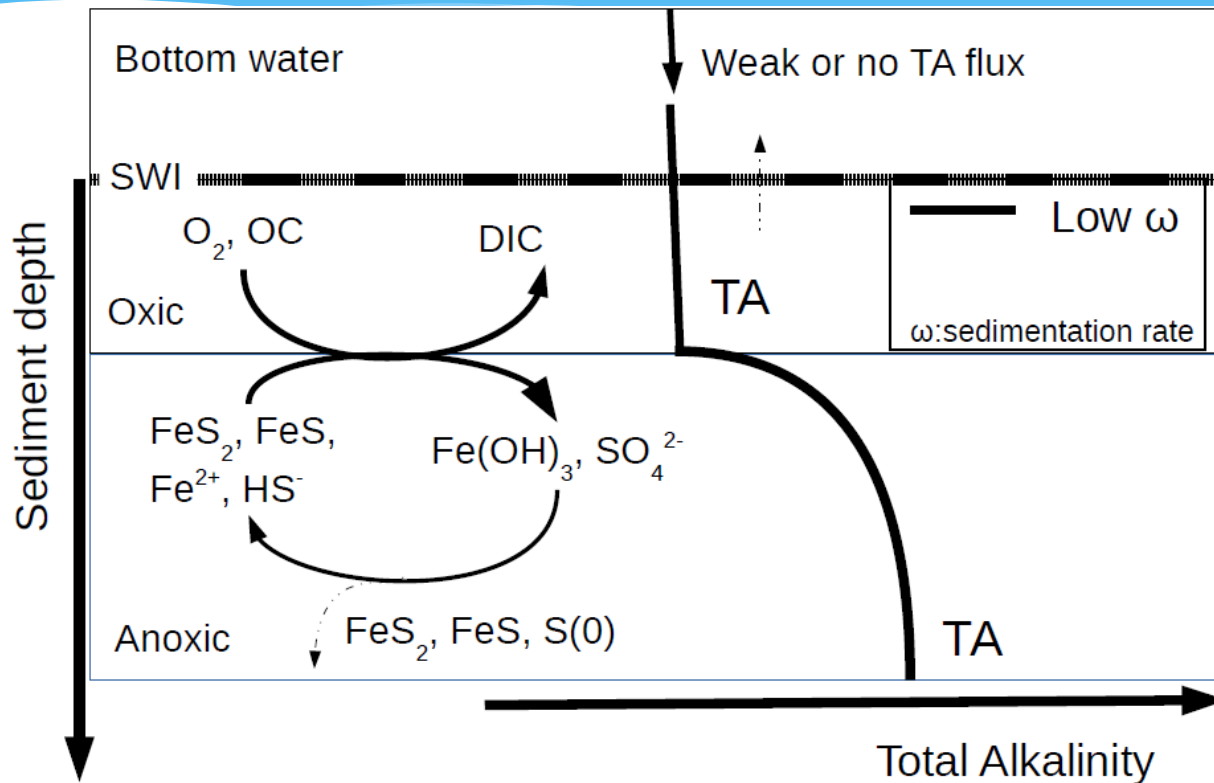 Bottom water
Weak or no TA flux
SWI
Low ω
ω:sedimentation rate
Sediment depth
O₂, OC
DIC
TA
Oxic
FeS₂, FeS,
Fe²⁺, HS⁻
Fe(OH)₃, SO₄²⁻
FeS₂, FeS, S(0)
Anoxic
TA
Total Alkalinity